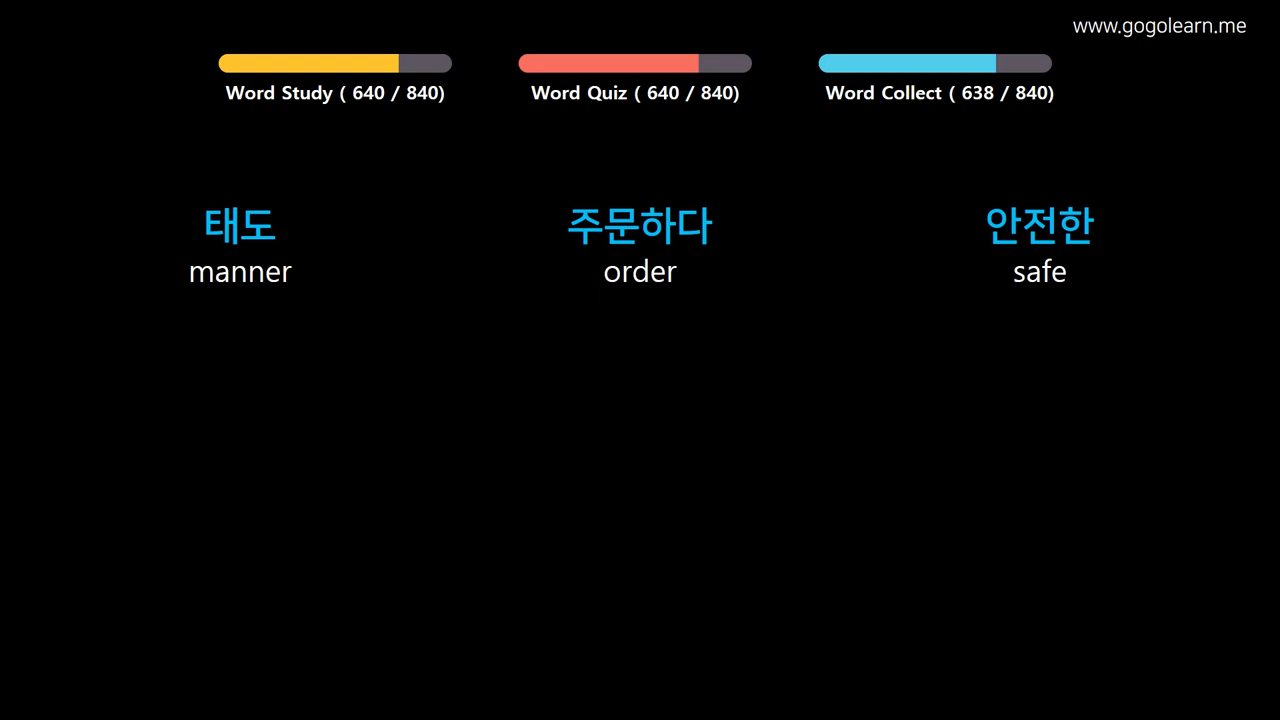 www.gogolearn.me
Word Study ( 640 / 840)
Word Quiz ( 640 / 840)
Word Collect ( 638 / 840)
태도
manner
주문하다
order
안전한
safe